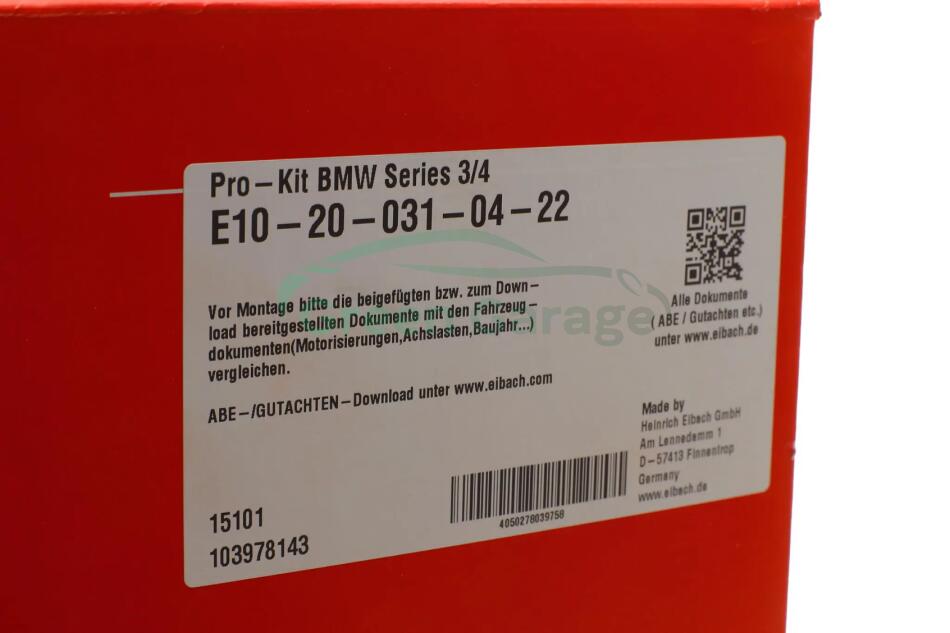 Pro-Kit BMW Series 3/4
E10-20-031-04-22
Vor Montage bitte die beigefügten bzw. zum Down-
load bereitgestellten Dokumente mit den Fahrzeug-
dokumenten(Motorisierungen,Achslasten,Baujahr...)
vergleichen.
ABE-/GUTACHTEN-Download unter www.eibach.com
15101
103978143
4050278039758
Alle Dokumente
( ABE / Gutachten etc.)
unter www.eibach.de
Made by
Heinrich Eibach GmbH
Am Lennedamm 1
D-57413 Finnentrop
Germany
www.eibach.de
Garage